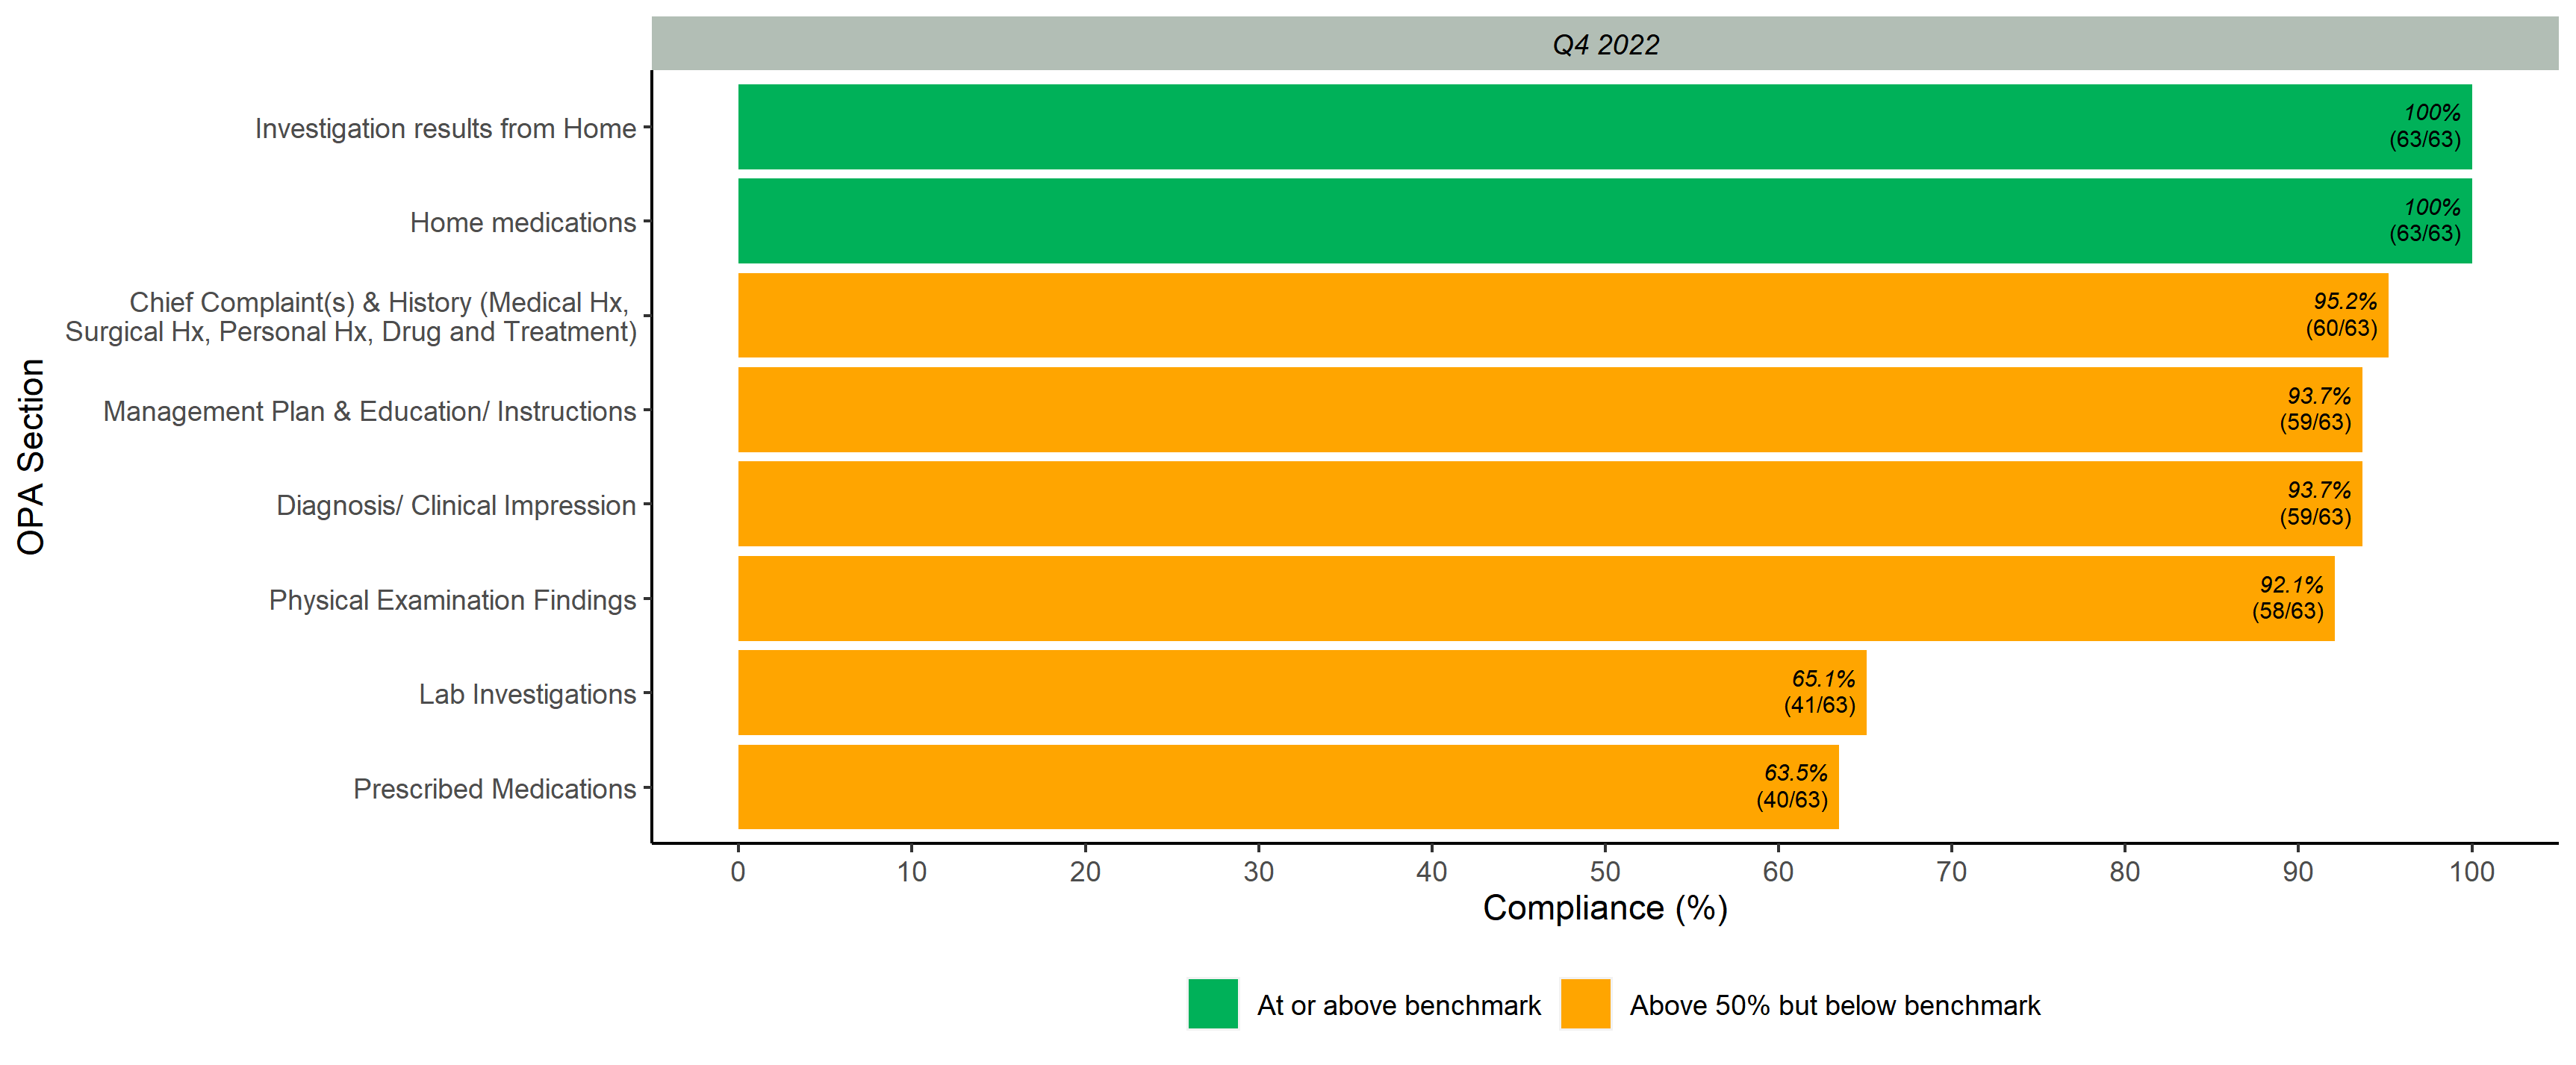 Q4 2022
Investigation results from Home
100%
(63/63)
Home medications
100%
(63/63)
Chief Complaint(s) & History (Medical Hx,
Surgical Hx, Personal Hx, Drug and Treatment)
95.2%
(60/63)
Management Plan & Education/ Instructions
93.7%
(59/63)
Diagnosis/ Clinical Impression
93.7%
(59/63)
Physical Examination Findings
92.1%
(58/63)
Lab Investigations
65.1%
(41/63)
Prescribed Medications
63.5%
(40/63)
OPA Section
0 10 20 30 40 50 60 70 80 90 100
Compliance (%)
At or above benchmark Above 50% but below benchmark